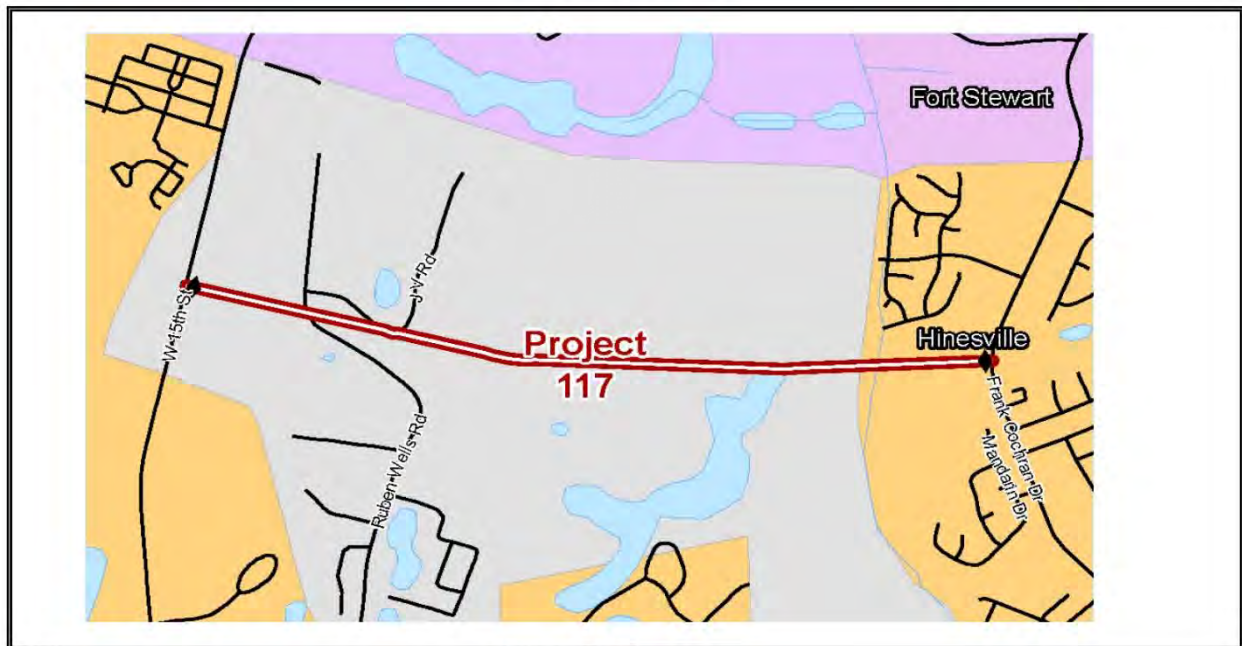 Fort Stewart
J V Rd
W 15th St
Hinesville
Project
117
Frank Cochran Dr
Mandarin Dr
Ruben Wells Rd